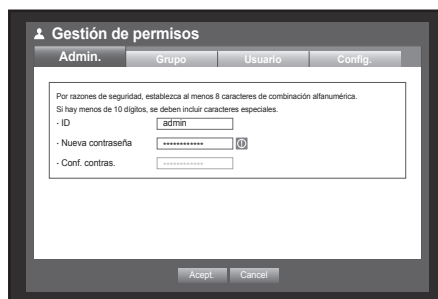 Gestión de permisos
Admin. Grupo Usuario Config.
Por razones de seguridad, establezca al menos 8 caracteres de combinación alfanumérica.
Si hay menos de 10 dígitos, se deben incluir caracteres especiales.
- ID admin
- Nueva contraseña ************
- Conf. contras. ************
Acept. Cancel